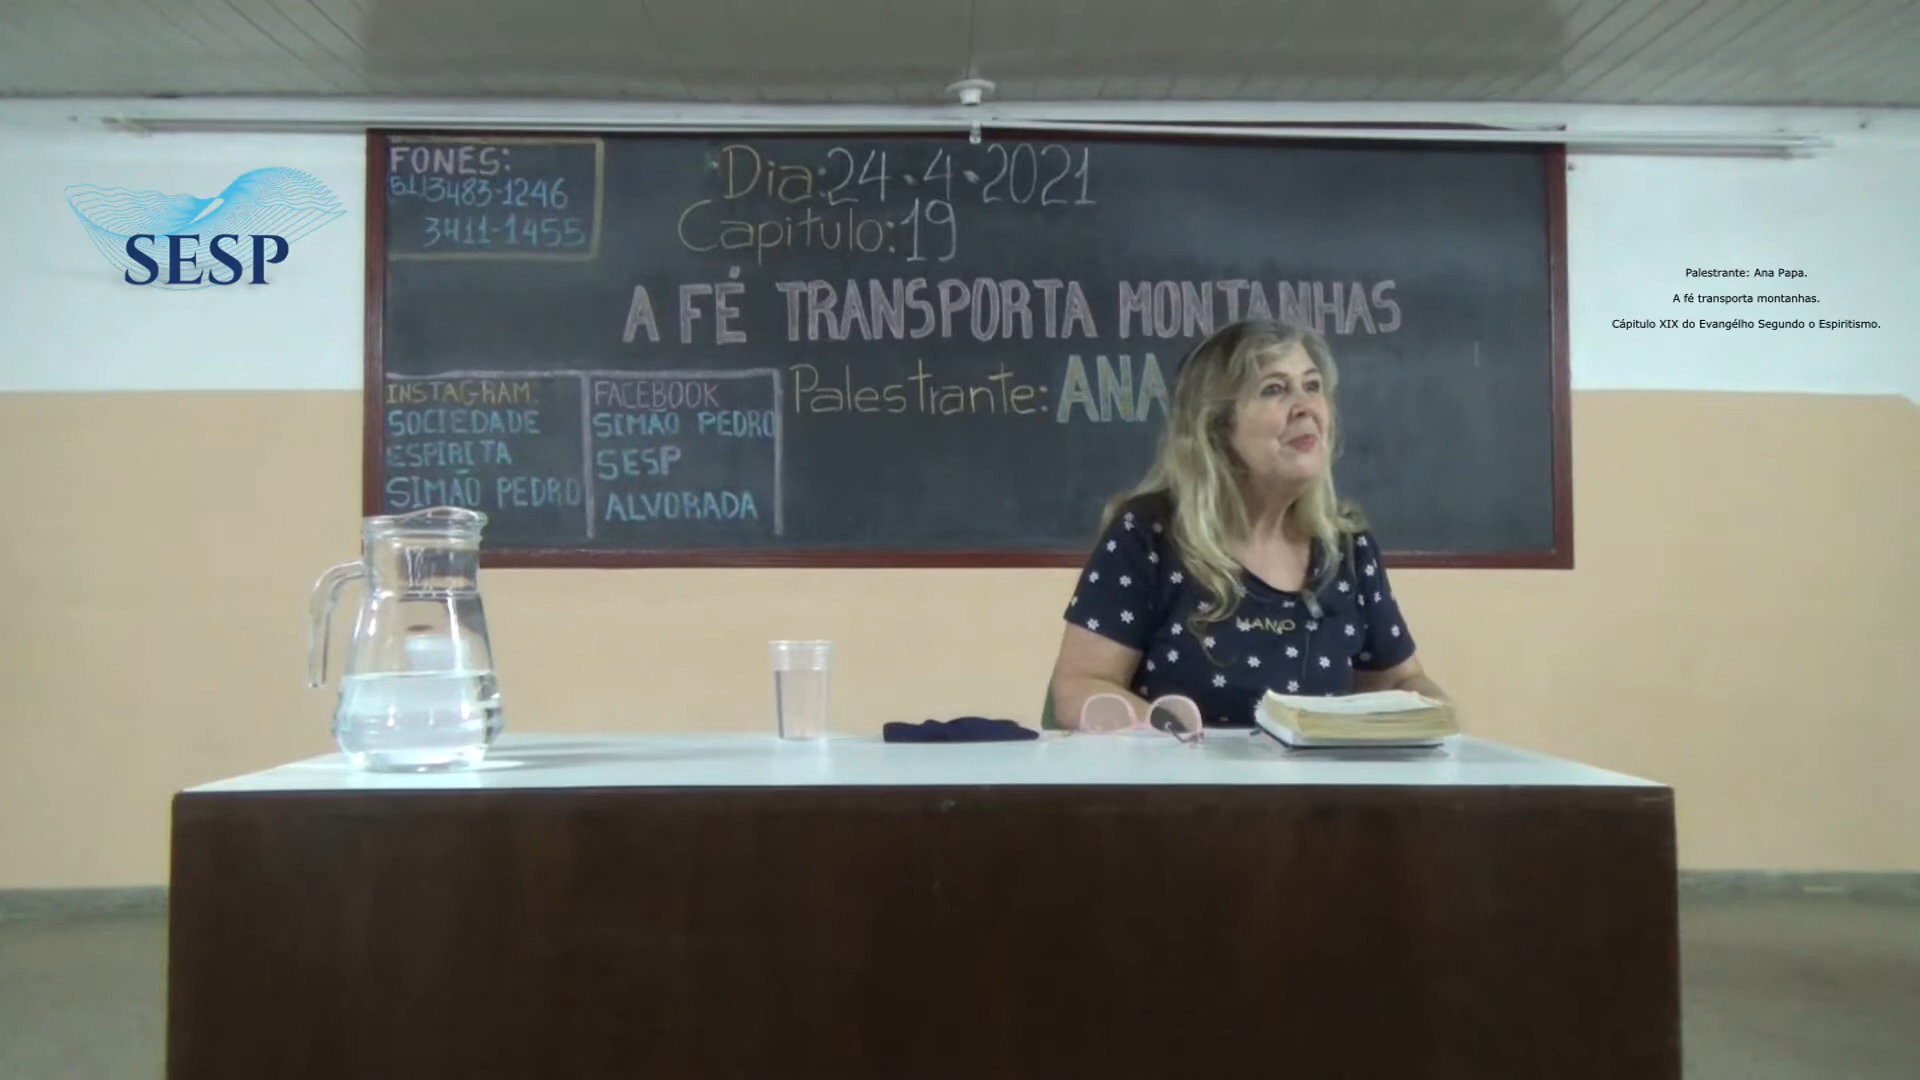 SESP
FONES:
51)3483-1246
3411-1455
Dia:24.4.2021
Capitulo:19
A FÉ TRANSPORTA MONTANHAS
Palestrante: ANA
INSTAGRAM:
SOCIEDADE
ESPIRITA
SIMÃO PEDRO
FACEBOOK
SIMÃO PEDRO
SESP
ALVORADA
Palestrante: Ana Papa.
A fé transporta montanhas.
Cápitulo XIX do Evangélho Segundo o Espiritismo.